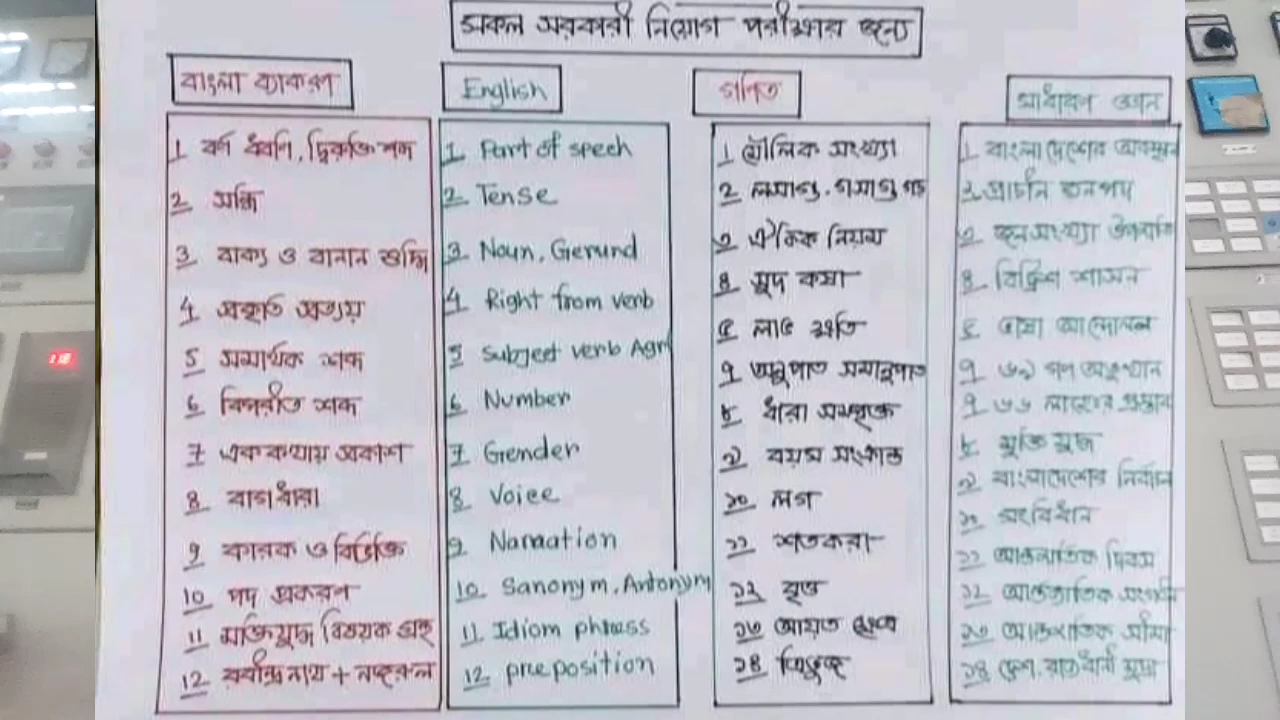 সকল সরকারী নিয়োগ পরীক্ষার জন্য
বাংলা ব্যাকরণ
1 বর্ণ ধ্বণি, দ্বিরুক্তি শব্দ
2 সন্ধি
3 বাক্য ও বানান শুদ্ধি
4 প্রকৃতি প্রত্যয়
5 সমার্থক শব্দ
6 বিপরীত শব্দ
7 এক কথায় প্রকাশ
8 বাগধারা
9 কারক ও বিভক্তি
10 পদ প্রকরণ
11 মুক্তিযুদ্ধ বিষয়ক গ্রন্থ
12 রবীন্দ্রনাথ + নজরুল
English
1 Part of speech
2 Tense
3 Noun, Gerund
4 Right from verb
5 Subject verb Agr
6 Number
7 Gender
8 Voice
9 Narration
10 Sanonym, Antonym
11 Idiom phrass
12 preposition
গণিত
১ মৌলিক সংখ্যা
২ লসাগু, গসাগু গড়
৩ ঐকিক নিয়ম
৪ সুদ কষা
৫ লাভ ক্ষতি
৭ অনুপাত সমানুপাত
৮ ধারা সম্পৃক্ত
৯ বয়স সংক্রান্ত
১০ লগ
১১ শতকরা
১২ বৃত্ত
১৩ আয়ত ক্ষেত্র
১৪ ত্রিভুজ
সাধারণ জ্ঞান
১ বাংলাদেশের অবস্থান
২ প্রাচীন জনপদ
৩ জনসংখ্যা উপজাতি
৪ ব্রিটিশ শাসন
৫ ভাষা আন্দোলন
৭ ৬৯ গণ অভ্যুত্থান
৭ ৬৬ লাহোর প্রস্তাব
৮ মুক্তি যুদ্ধ
৯ বাংলাদেশের নির্বাচন
১০ সংবিধান
১১ আন্তর্জাতিক দিবস
১২ আন্তর্জাতিক সংগঠন
১৩ আন্তর্জাতিক সীমা
১৪ দেশ, রাজধানী মুদ্রা